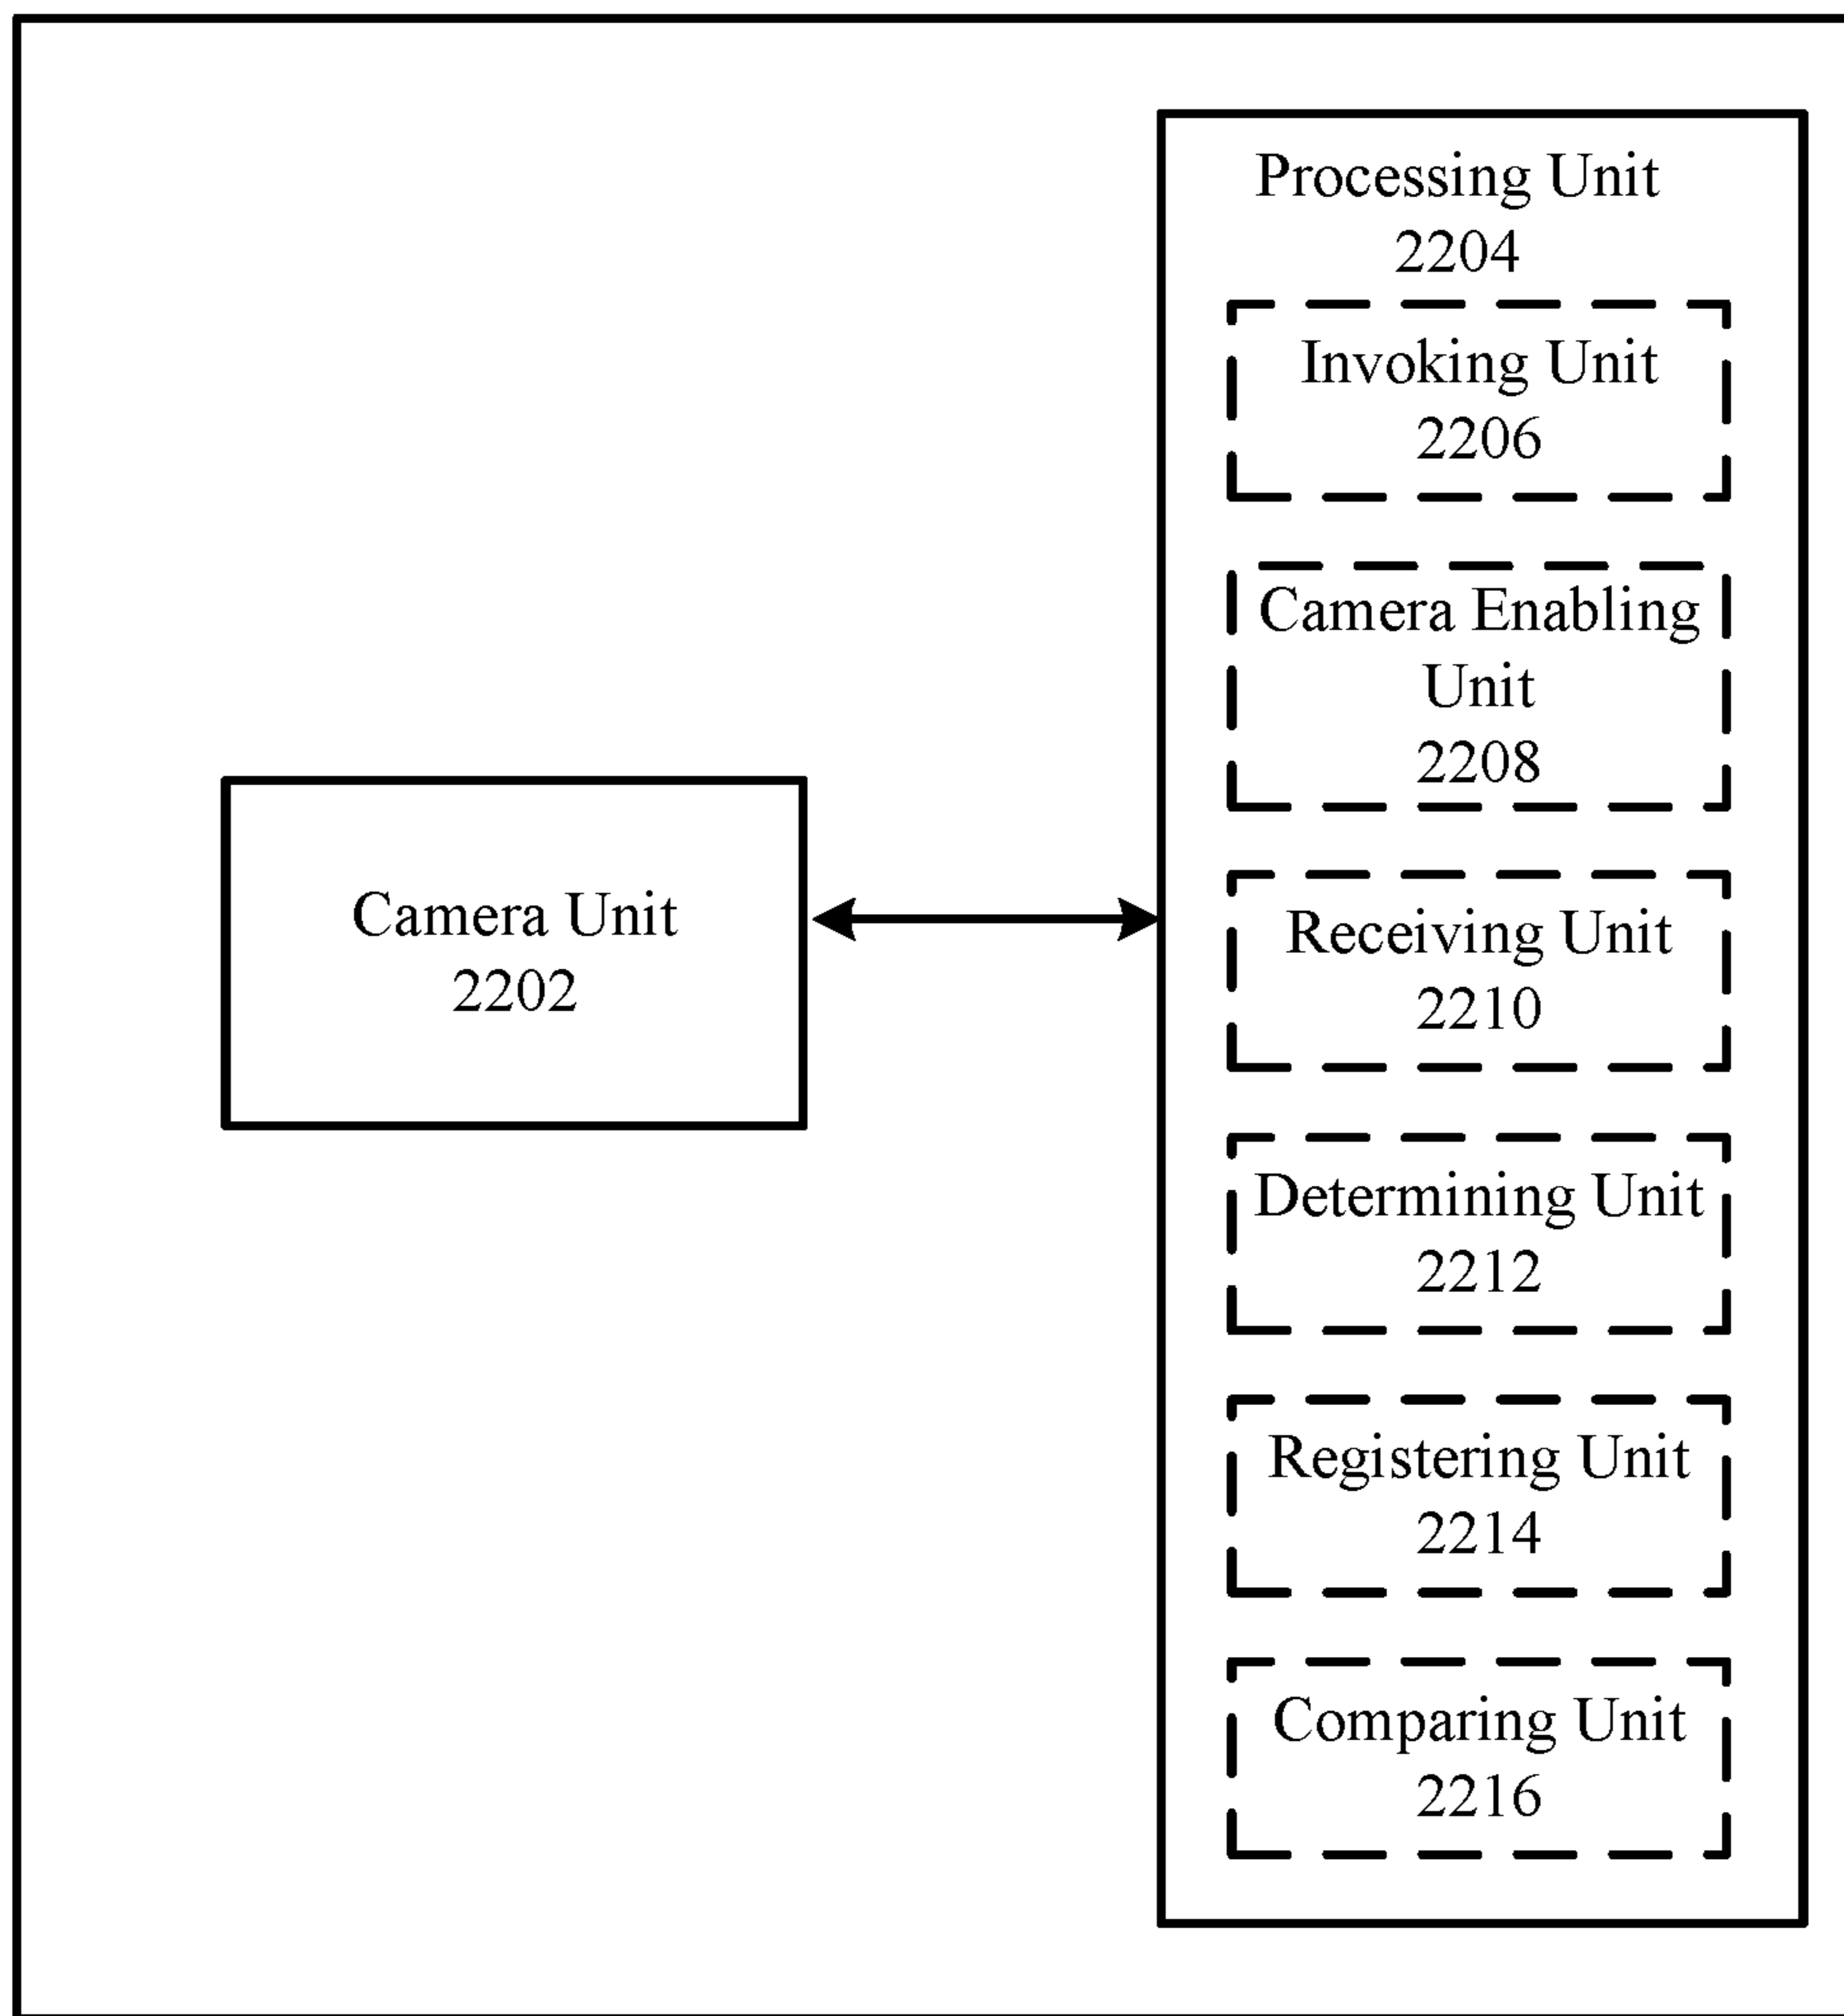 Processing Unit
2204
Invoking Unit
2206
Camera Enabling
Unit
2208
Camera Unit
2202
Receiving Unit
2210
Determining Unit
2212
Registering Unit
2214
Comparing Unit
2216